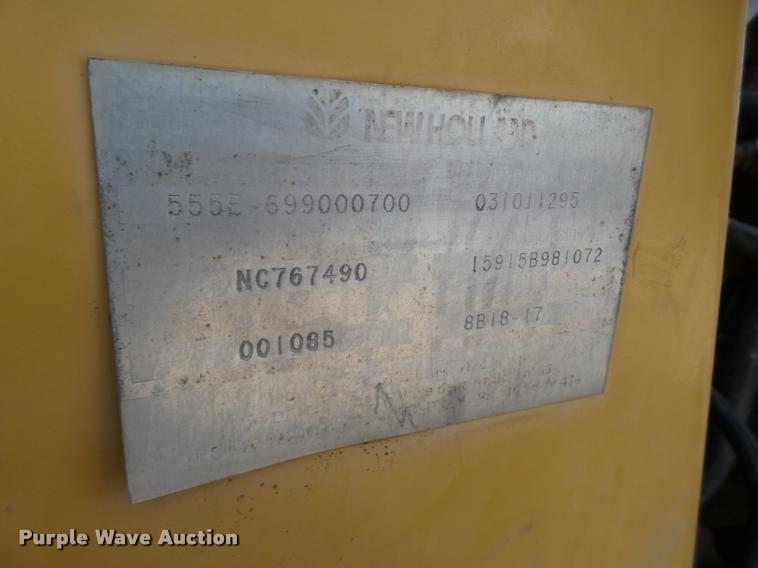 NEW HOLLAND
555E-699000700 031011295
NC767490 15915B981072
001085 8B18-17
Purple Wave Auction